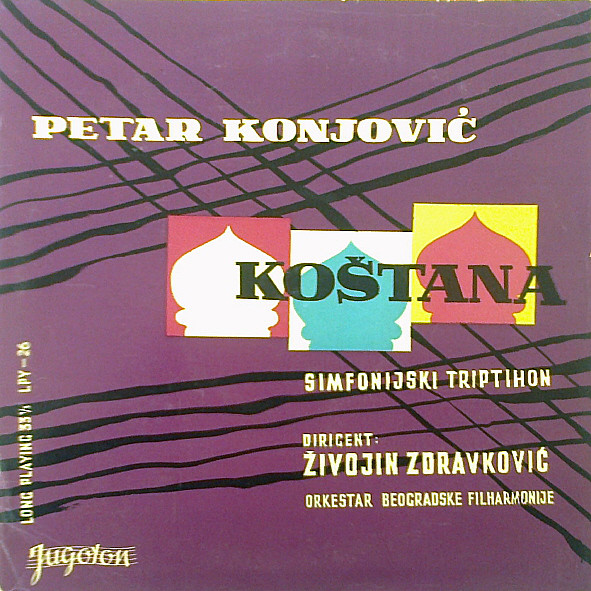 PETAR KONJOVIĆ
KOŠTANA
SIMFONIJSKI TRIPTIHON
DIRIGENT:
ŽIVOJIN ZDRAVKOVIĆ
ORKESTAR BEOGRADSKE FILHARMONIJE
LONG PLAYING 33⅓ LPY-26
Jugoton